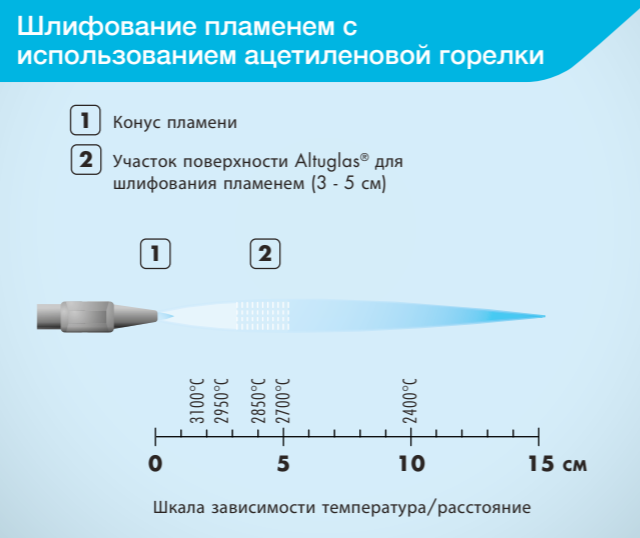 Шлифование пламенем с
использованием ацетиленовой горелки
1 Конус пламени
2 Участок поверхности Altuglas® для
шлифования пламенем (3 - 5 см)
1 2
3100°C 2950°C 2850°C 2700°C 2400°C
0 5 10 15 см
Шкала зависимости температура/расстояние